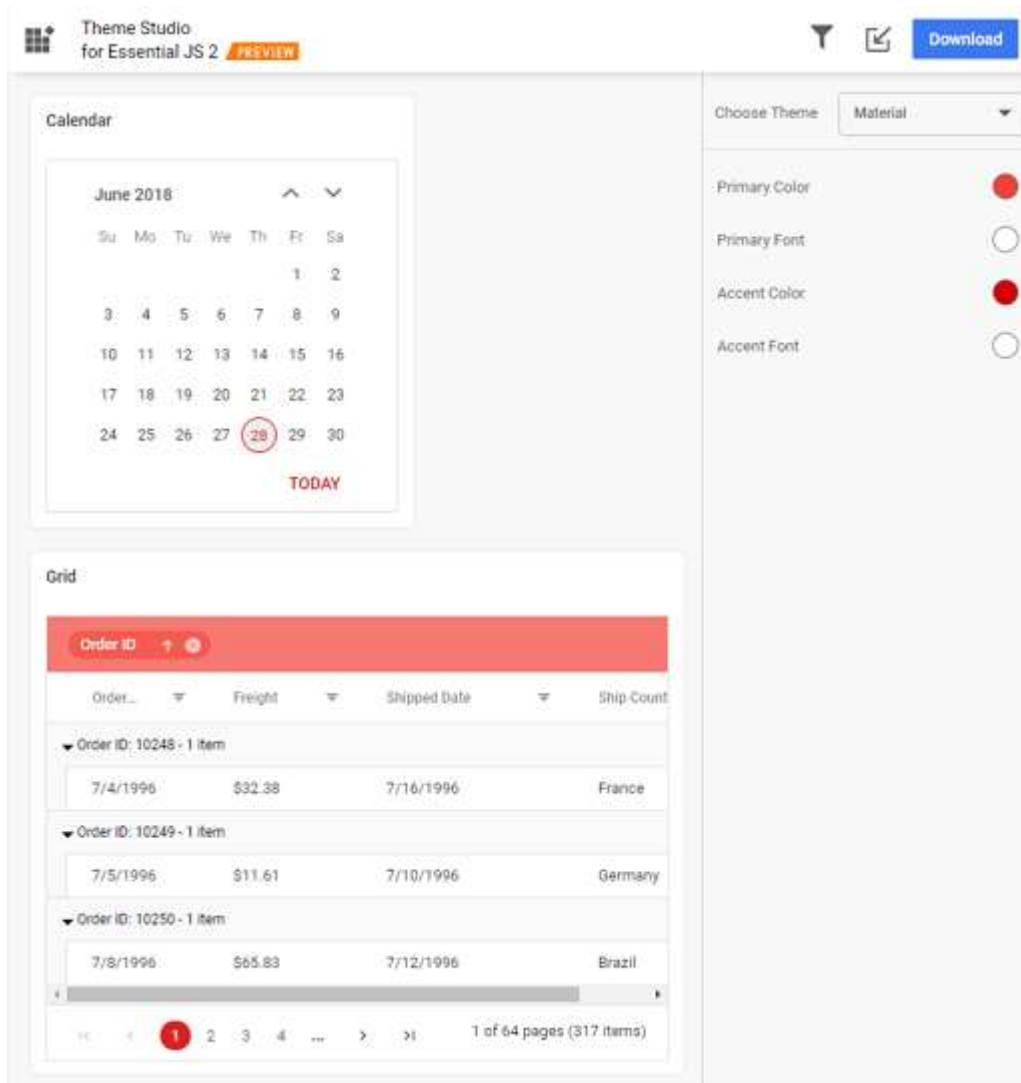 Theme Studio
for Essential JS 2 PREVIEW
Download
Calendar
June 2018
Su Mo Tu We Th Fr Sa
1 2
3 4 5 6 7 8 9
10 11 12 13 14 15 16
17 18 19 20 21 22 23
24 25 26 27 28 29 30
TODAY
Choose Theme Material
Primary Color
Primary Font
Accent Color
Accent Font
Grid
Order ID
Order... Freight Shipped Date Ship Count
Order ID: 10248 - 1 item
7/4/1996 $32.38 7/16/1996 France
Order ID: 10249 - 1 item
7/5/1996 $11.61 7/10/1996 Germany
Order ID: 10250 - 1 item
7/8/1996 $65.83 7/12/1996 Brazil
1 2 3 4 ... 1 of 64 pages (317 items)